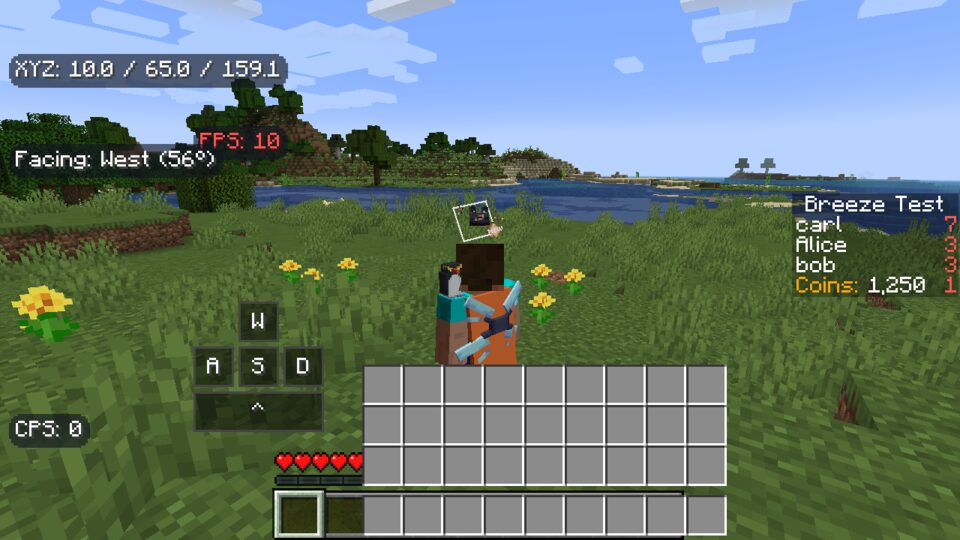 XYZ: 10.0 / 65.0 / 159.1
FPS: 10
Facing: West (56°)
Breeze Test
carl 7
Alice 3
bob 3
Coins: 1,250 1
W
A S D
^
CPS: 0